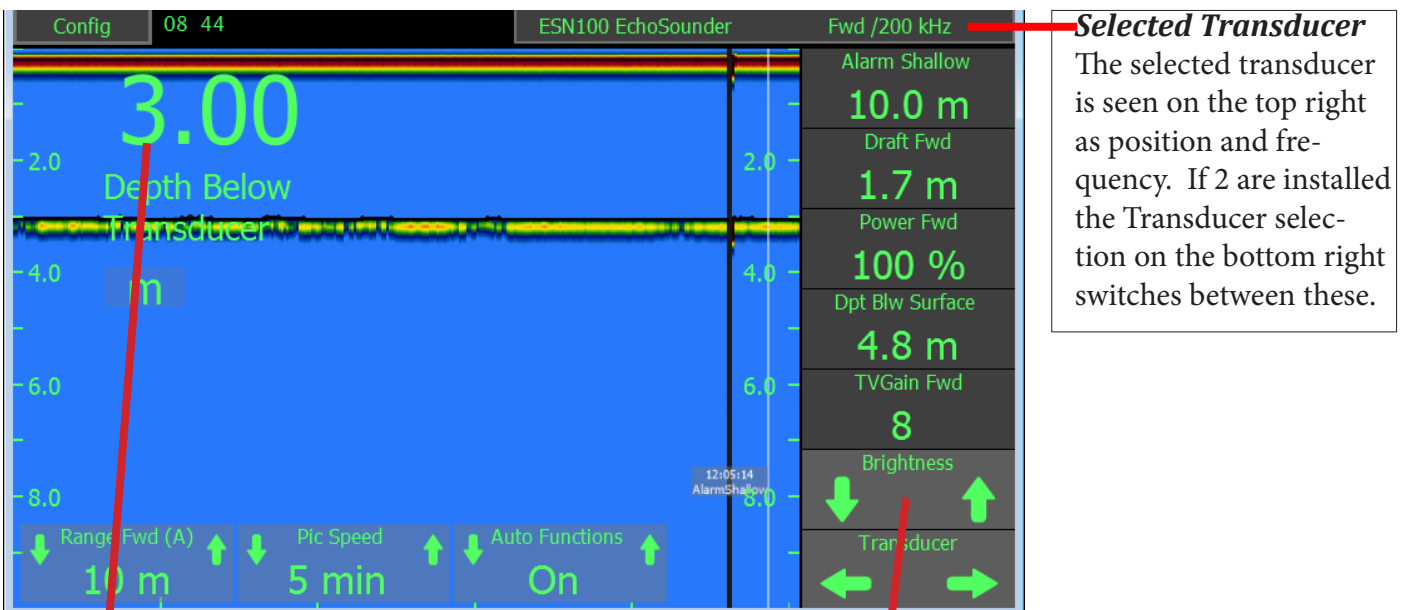 Config
08 44
ESN100 EchoSounder
Fwd /200 kHz
3.00
Depth Below
Transducer
m
2.0
4.0
6.0
8.0
2.0
4.0
6.0
8.0
12:05:14
AlarmShallow
Range Fwd (A)
10 m
Pic Speed
5 min
Auto Functions
On
Alarm Shallow
10.0 m
Draft Fwd
1.7 m
Power Fwd
100 %
Dpt Blw Surface
4.8 m
TVGain Fwd
8
Brightness
Transducer
Selected Transducer
The selected transducer
is seen on the top right
as position and fre-
quency. If 2 are installed
the Transducer selec-
tion on the bottom right
switches between these.